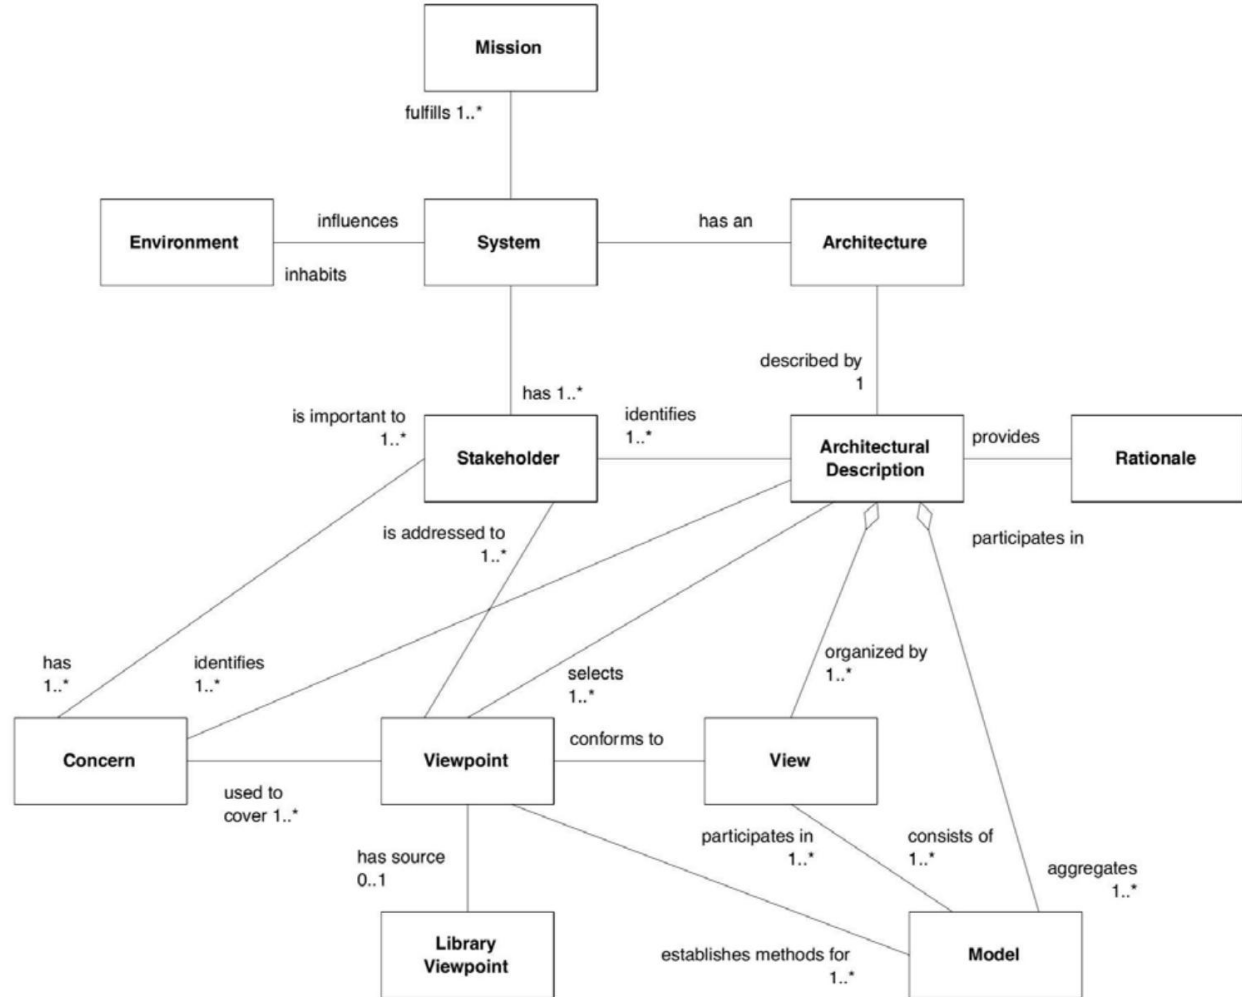 Mission
fulfills 1..*
Environment
influences
inhabits
System
has an
Architecture
described by
1
has 1..*
is important to
1..*
identifies
1..*
Stakeholder
Architectural
Description
provides
Rationale
is addressed to
1..*
participates in
organized by
1..*
has
1..*
identifies
1..*
selects
1..*
Concern
Viewpoint
conforms to
View
used to
cover 1..*
participates in
1..*
consists of
1..*
has source
0..1
aggregates
1..*
Library
Viewpoint
establishes methods for
1..*
Model